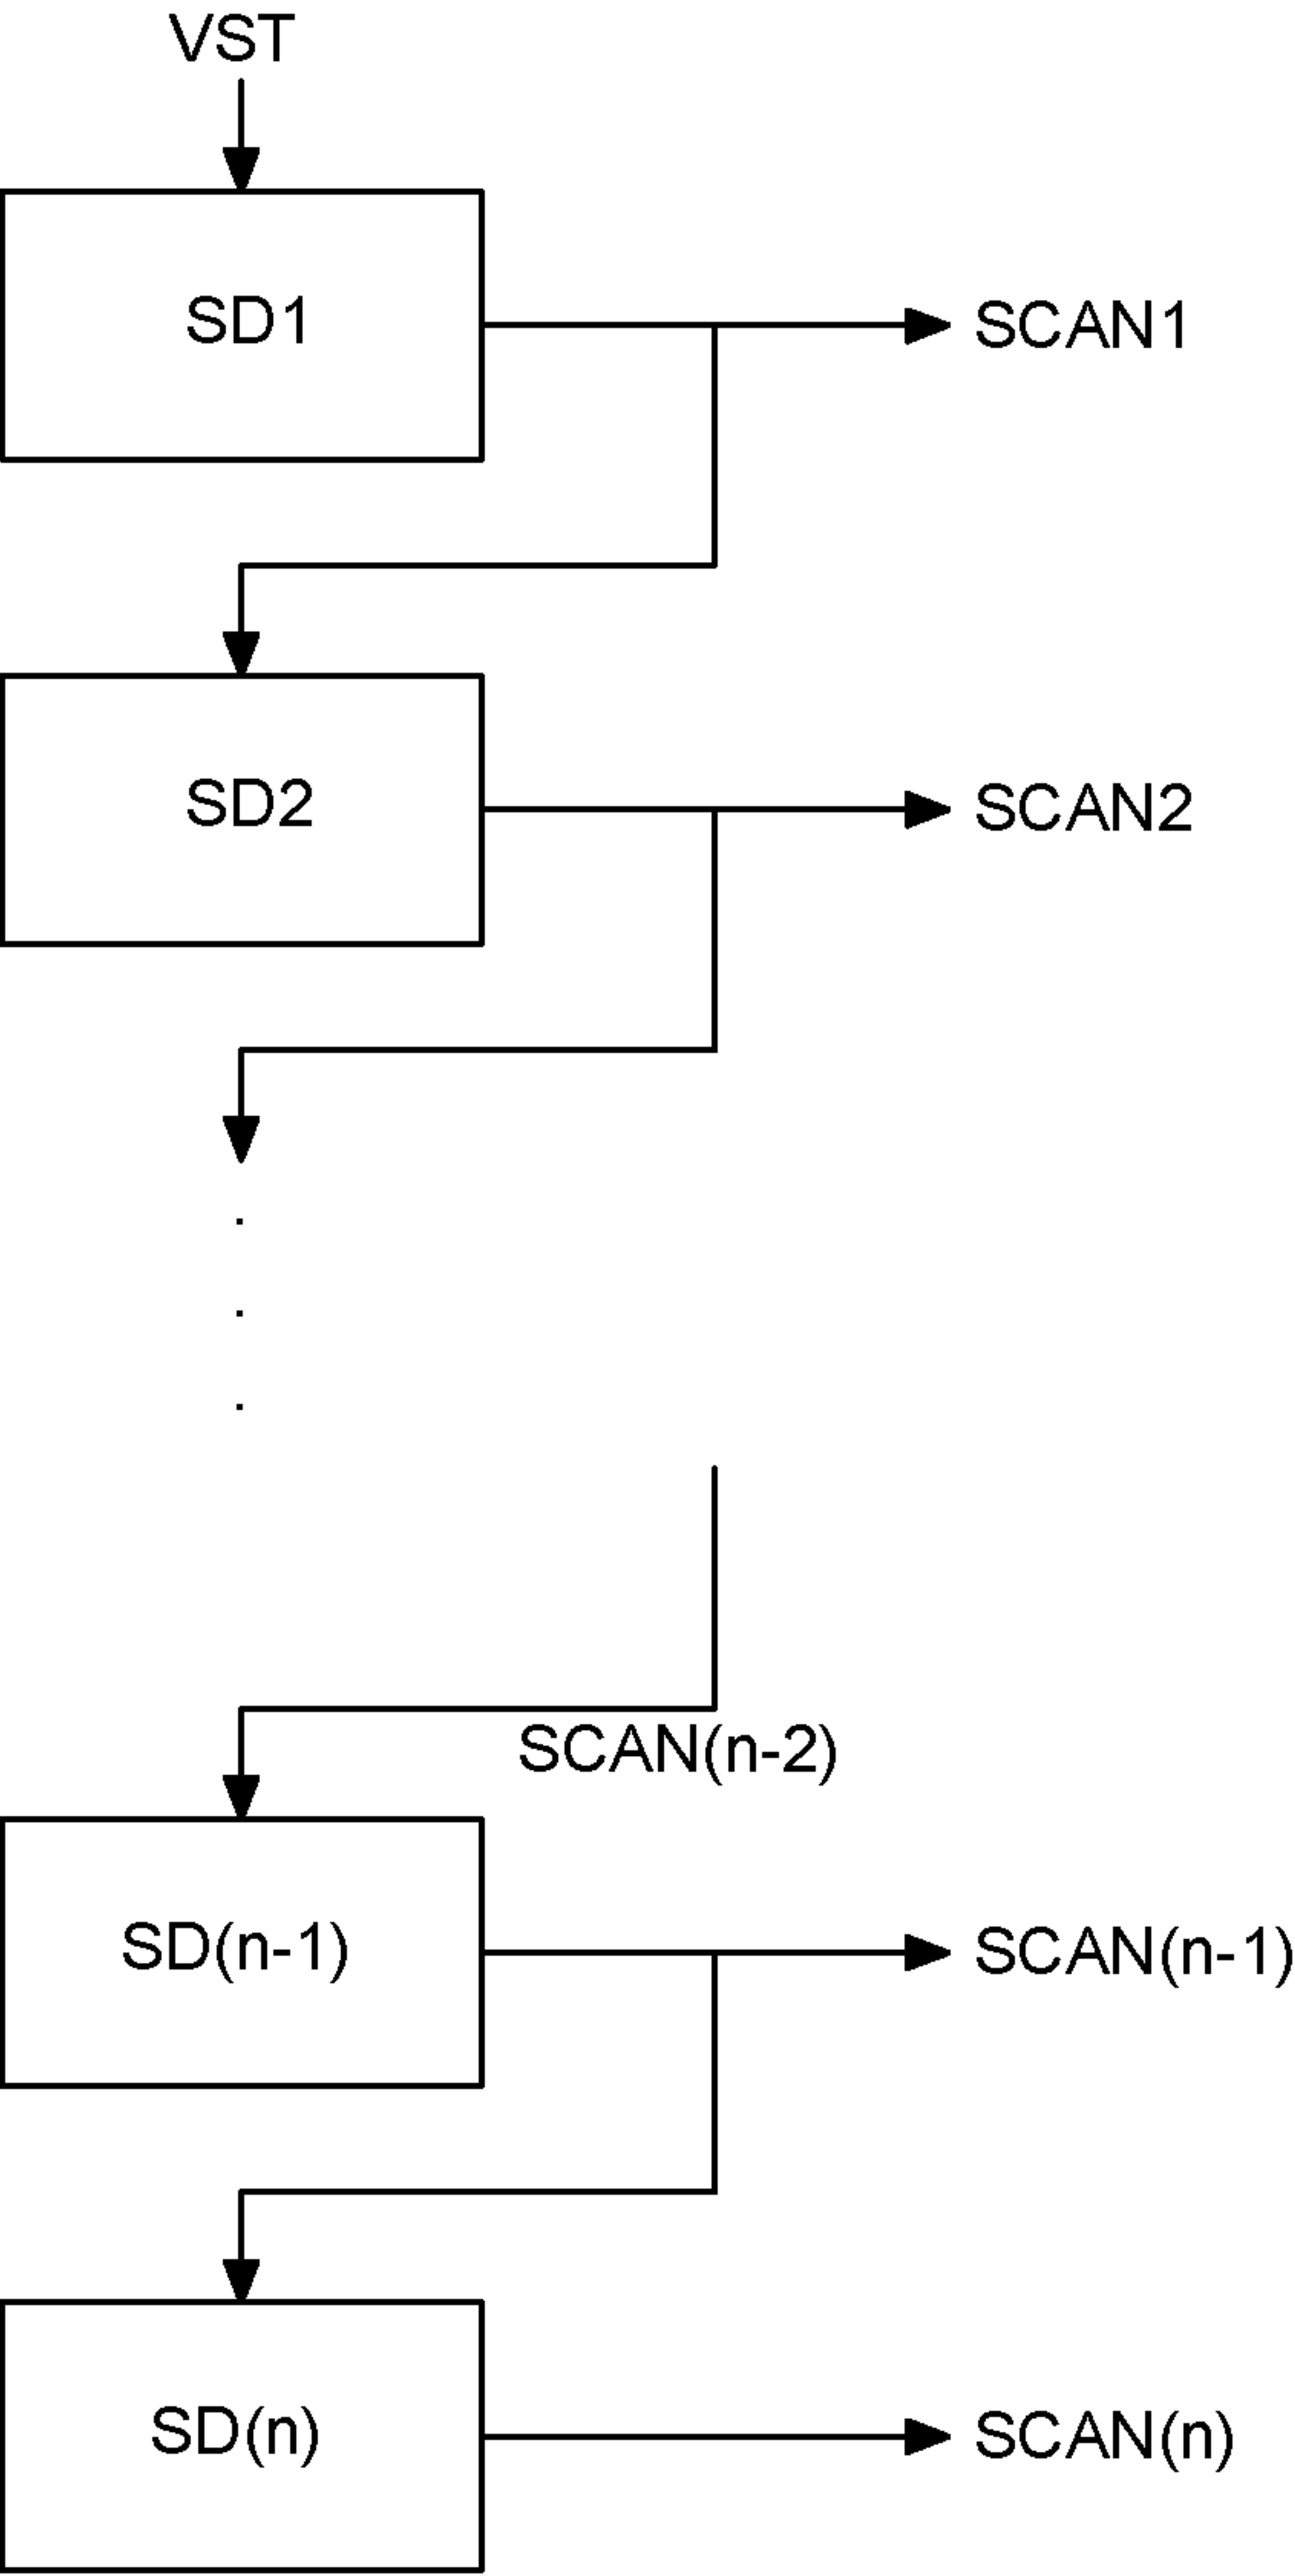 VST
SD1
SCAN1
SD2
SCAN2
.
.
.
SCAN(n-2)
SD(n-1)
SCAN(n-1)
SD(n)
SCAN(n)